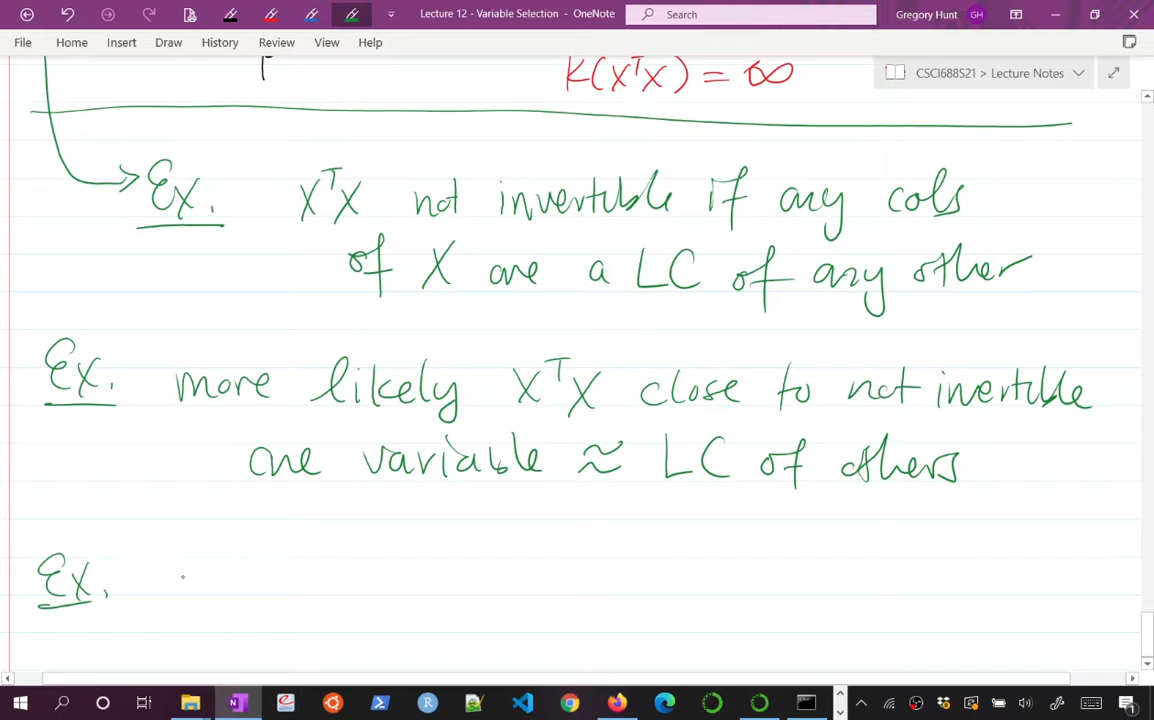 Lecture 12 - Variable Selection - OneNote
Search
Gregory Hunt GH
File Home Insert Draw History Review View Help
CSCI688S21 > Lecture Notes
K(XᵀX) = ∞
Ex. XᵀX not invertible if any cols
of X are a LC of any other
Ex. more likely XᵀX close to not invertible
one variable ≈ LC of others
Ex.